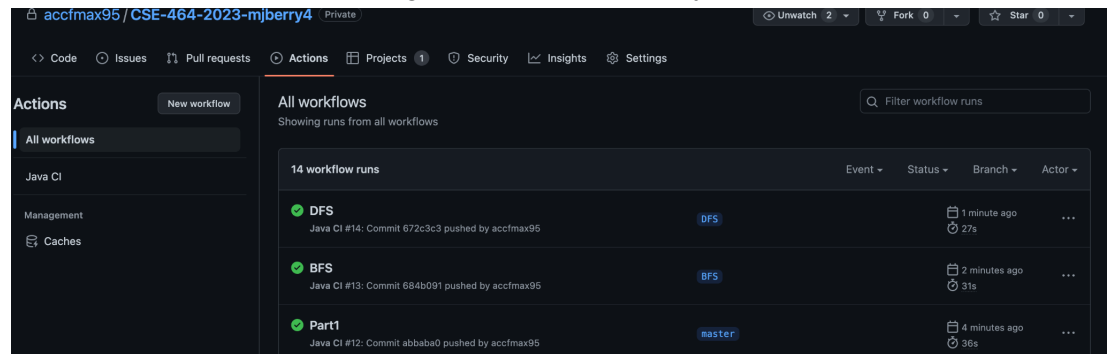 accfmax95 / CSE-464-2023-mjberry4 Private
Unwatch 2 Fork 0 Star 0
Code Issues Pull requests Actions Projects 1 Security Insights Settings
Actions New workflow
All workflows
Java CI
Management
Caches
All workflows
Showing runs from all workflows
Filter workflow runs
14 workflow runs Event Status Branch Actor
DFS
Java CI #14: Commit 672c3c3 pushed by accfmax95
DFS
1 minute ago
27s
BFS
Java CI #13: Commit 684b091 pushed by accfmax95
BFS
2 minutes ago
31s
Part1
Java CI #12: Commit abbaba0 pushed by accfmax95
master
4 minutes ago
36s